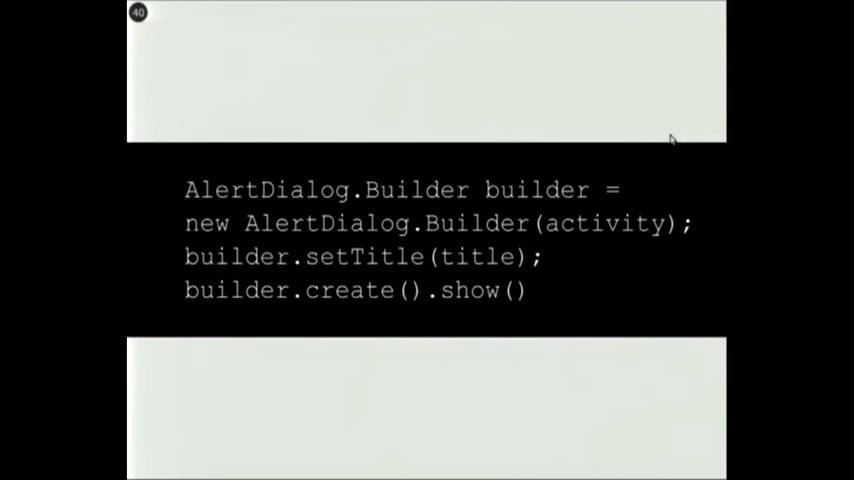 40
AlertDialog.Builder builder =
new AlertDialog.Builder(activity);
builder.setTitle(title);
builder.create().show()